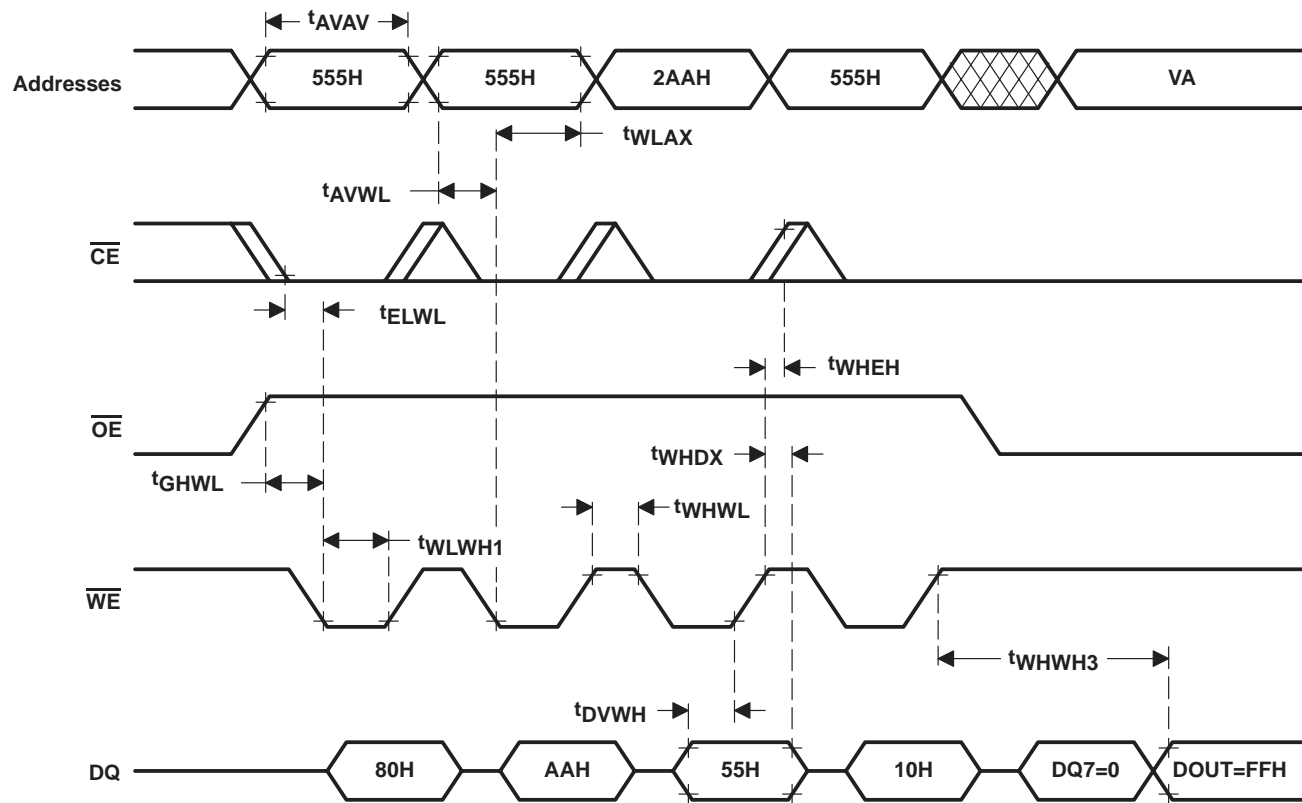 tAVAV
Addresses 555H 555H 2AAH 555H VA
tWLAX
tAVWL
CE
tELWL
tWHEH
OE
tWHDX
tGHWL
tWHWL
tWLWH1
WE
tWHWH3
tDVWH
DQ 80H AAH 55H 10H DQ7=0 DOUT=FFH